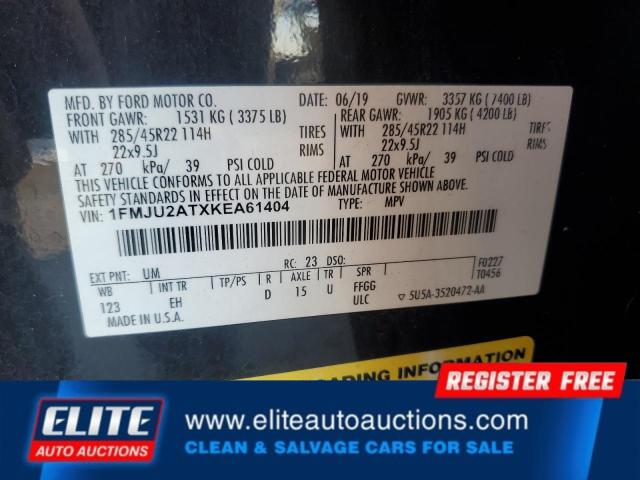 MFD. BY FORD MOTOR CO. DATE: 06/19 GVWR: 3357 KG ( 7400 LB)
FRONT GAWR: 1531 KG ( 3375 LB) REAR GAWR: 1905 KG ( 4200 LB)
WITH 285/45R22 114H TIRES WITH 285/45R22 114H TIRES
22x9.5J RIMS 22x9.5J RIMS
AT 270 kPa/ 39 PSI COLD AT 270 kPa/ 39 PSI COLD
THIS VEHICLE CONFORMS TO ALL APPLICABLE FEDERAL MOTOR VEHICLE
SAFETY STANDARDS IN EFFECT ON THE DATE OF MANUFACTURE SHOWN ABOVE.
VIN: 1FMJU2ATXKEA61404 TYPE: MPV
EXT PNT: UM RC: 23 DSO: F0227
WB INT TR TP/PS R AXLE TR SPR T0456
123 EH D 15 U FFGG
ULC ▽ 5U5A-3520472-AA
MADE IN U.S.A.
LOADING INFORMATION
REGISTER FREE
ELITE
AUTO AUCTIONS
www.eliteautoauctions.com
CLEAN & SALVAGE CARS FOR SALE